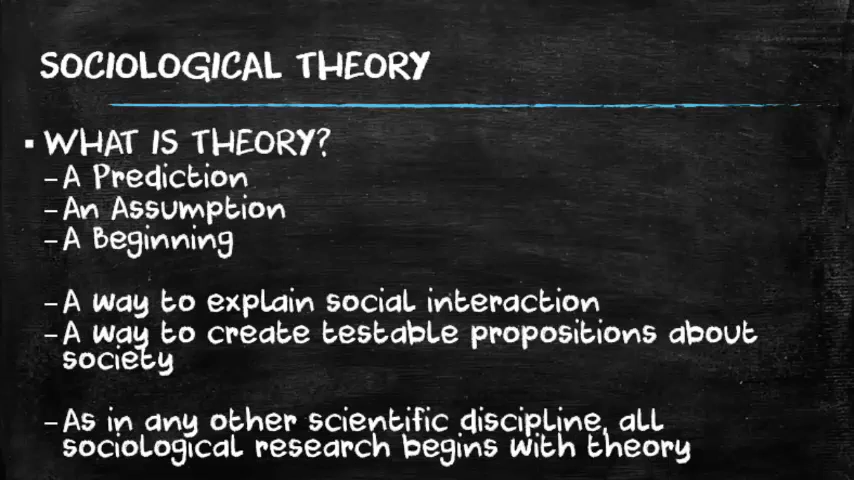 SOCIOLOGICAL THEORY
▪ WHAT IS THEORY?
–A Prediction
–An Assumption
–A Beginning
–A way to explain social interaction
–A way to create testable propositions about
society
–As in any other scientific discipline, all
sociological research begins with theory